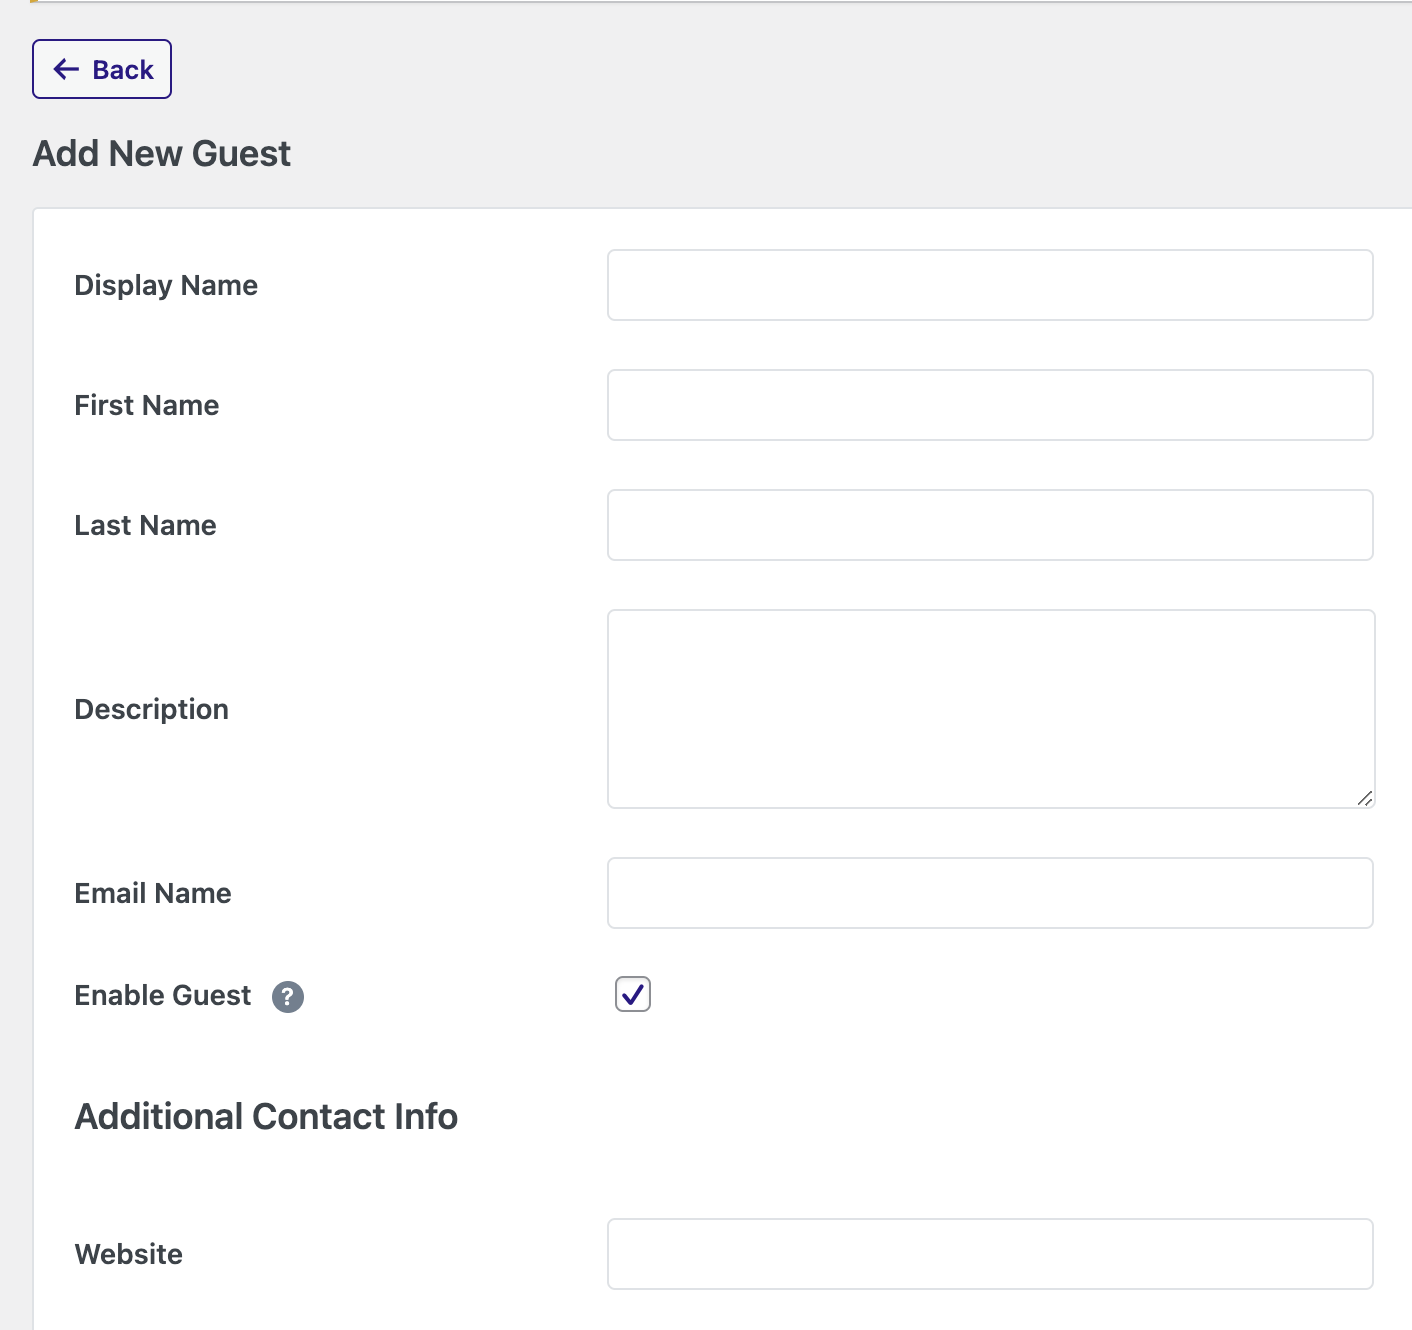 ← Back
Add New Guest
Display Name
First Name
Last Name
Description
Email Name
Enable Guest ?
Additional Contact Info
Website